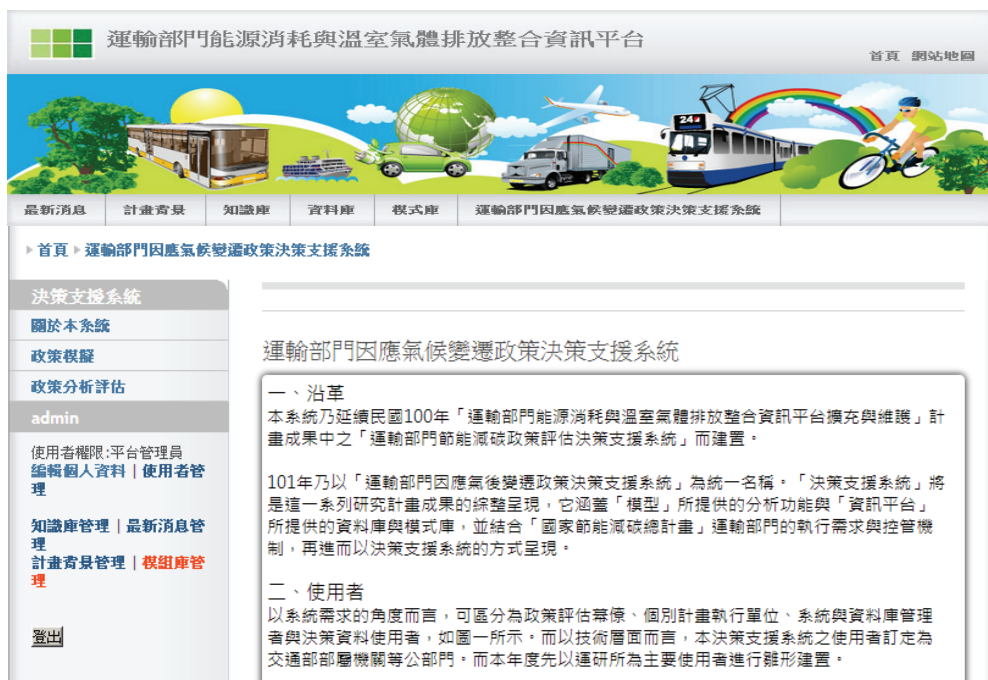 運輸部門能源消耗與溫室氣體排放整合資訊平台
首頁 網站地圖
24
最新消息 計畫背景 知識庫 資料庫 模式庫 運輸部門因應氣候變遷政策決策支援系統
首頁 運輸部門因應氣候變遷政策決策支援系統
決策支援系統
關於本系統
政策模擬
政策分析評估
admin
使用者權限:平台管理員
編輯個人資料 | 使用者管
理
知識庫管理 | 最新消息管
理
計畫背景管理 | 模組庫管
理
登出
運輸部門因應氣候變遷政策決策支援系統
一、沿革
本系統乃延續民國100年「運輸部門能源消耗與溫室氣體排放整合資訊平台擴充與維護」計
畫成果中之「運輸部門節能減碳政策評估決策支援系統」而建置。
101年乃以「運輸部門因應氣後變遷政策決策支援系統」為統一名稱。「決策支援系統」將
是這一系列研究計畫成果的綜整呈現，它涵蓋「模型」所提供的分析功能與「資訊平台」
所提供的資料庫與模式庫，並結合「國家節能減碳總計畫」運輸部門的執行需求與控管機
制，再進而以決策支援系統的方式呈現。
二、使用者
以系統需求的角度而言，可區分為政策評估幕僚、個別計畫執行單位、系統與資料庫管理
者與決策資料使用者，如圖一所示。而以技術層面而言，本決策支援系統之使用者訂定為
交通部部屬機關等公部門。而本年度先以運研所為主要使用者進行雛形建置。